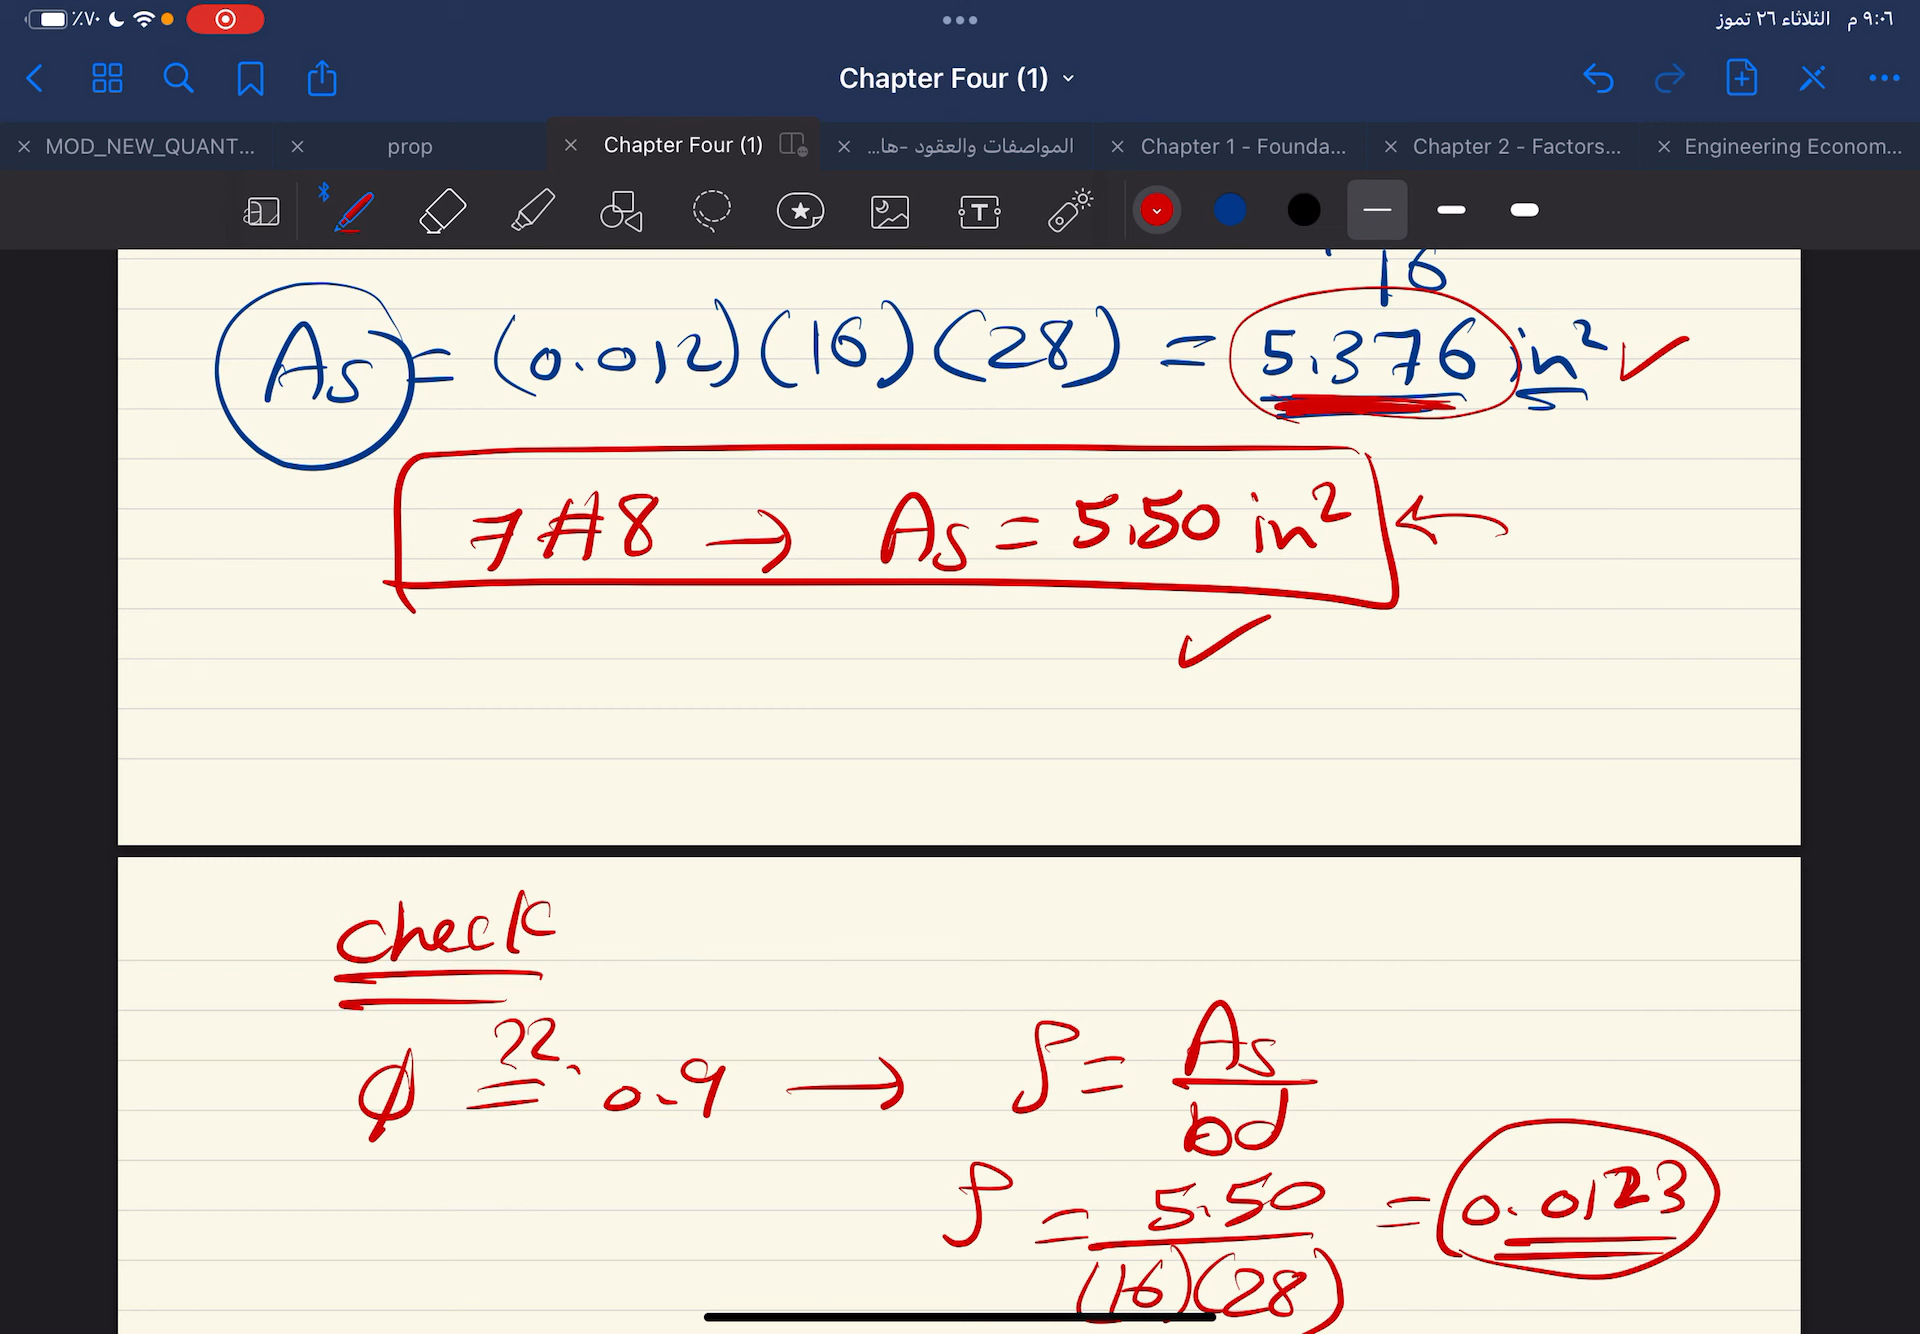 ٪٧٠
٩:٠٦ م الثلاثاء ٢٦ تموز
Chapter Four (1)
MOD_NEW_QUANT...
prop
Chapter Four (1)
المواصفات والعقود -ها...
Chapter 1 - Founda...
Chapter 2 - Factors...
Engineering Econom...
T
16
As = (0.012)(16)(28) = 5.376 in² ✓
7#8 → As = 5.50 in² ←
✓
check
φ =?? 0.9 → ρ = As/bd
ρ = 5.50/(16)(28) = 0.0123